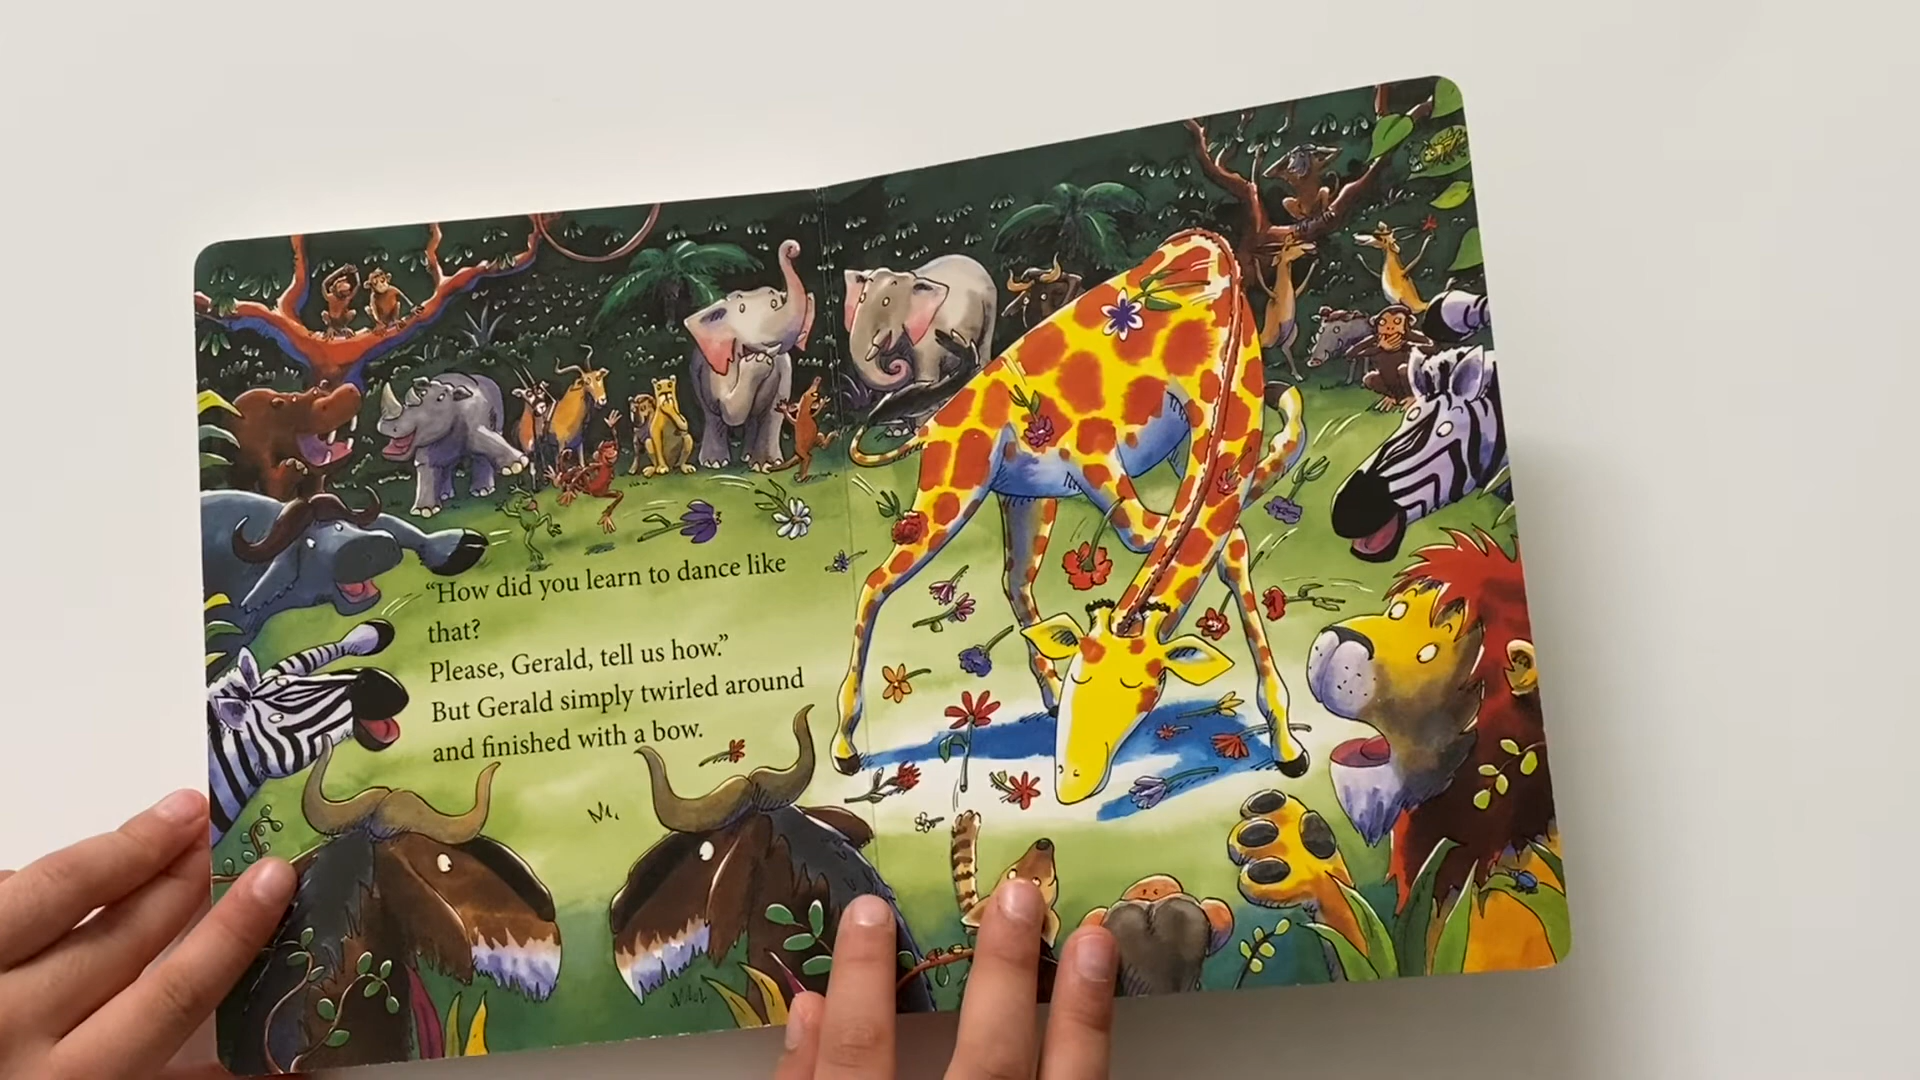 “How did you learn to dance like
that?
Please, Gerald, tell us how.”
But Gerald simply twirled around
and finished with a bow.